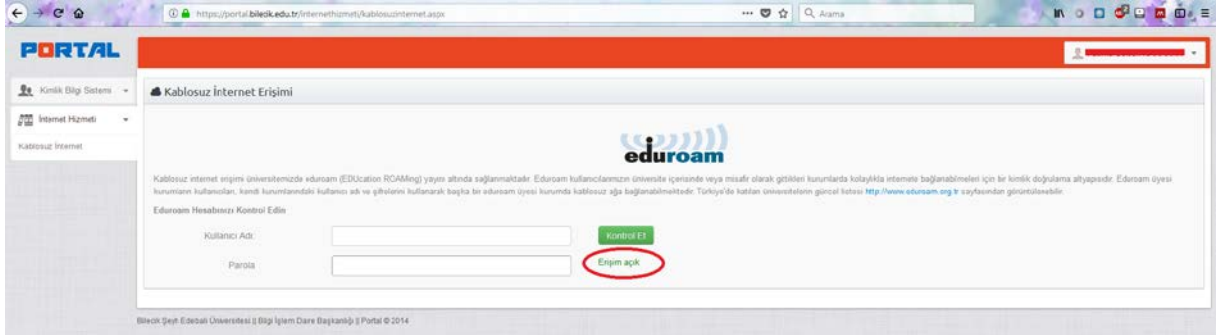 https://portal.bilecik.edu.tr/internethizmeti/kablosuzinternet.aspx
Arama
PORTAL
Kimlik Bilgi Sistemi
Kablosuz İnternet Erişimi
İnternet Hizmeti
Kablosuz İnternet
eduroam
Kablosuz internet erişimi üniversitemizde eduroam (EDUcation ROAMing) yayını altında sağlanmaktadır. Eduroam kullanıcılarımızın üniversite içerisinde veya misafir olarak gittikleri kurumlarda kolaylıkla internete bağlanabilmeleri için bir kimlik doğrulama altyapısıdır. Eduroam üyesi
kurumların kullanıcıları, kendi kurumlarındaki kullanıcı adı ve şifrelerini kullanarak başka bir eduroam üyesi kurumda kablosuz ağa bağlanabilmektedir. Türkiye'de katılan üniversitelerin güncel listesi http://www.eduroam.org.tr sayfasından görüntülenebilir.
Eduroam Hesabınızı Kontrol Edin
Kullanıcı Adı:
Kontrol Et
Parola
Erişim açık
Bilecik Şeyh Edebali Üniversitesi || Bilgi İşlem Daire Başkanlığı || Portal © 2014